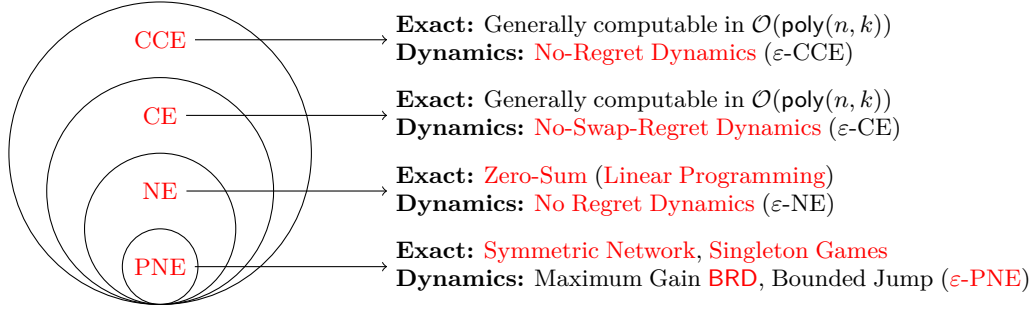 CCE
Exact: Generally computable in 𝒪(poly(n, k))
Dynamics: No-Regret Dynamics (ε-CCE)
CE
Exact: Generally computable in 𝒪(poly(n, k))
Dynamics: No-Swap-Regret Dynamics (ε-CE)
NE
Exact: Zero-Sum (Linear Programming)
Dynamics: No Regret Dynamics (ε-NE)
PNE
Exact: Symmetric Network, Singleton Games
Dynamics: Maximum Gain BRD, Bounded Jump (ε-PNE)